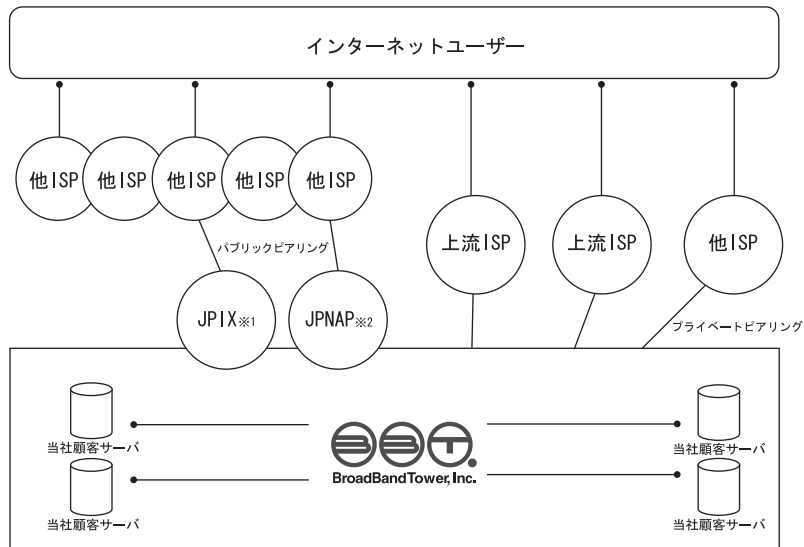 インターネットユーザー
他ISP
他ISP
他ISP
他ISP
他ISP
上流ISP
上流ISP
他ISP
パブリックピアリング
プライベートピアリング
JPIX※1
JPNAP※2
当社顧客サーバ
当社顧客サーバ
BBT.
BroadBandTower, Inc.
当社顧客サーバ
当社顧客サーバ